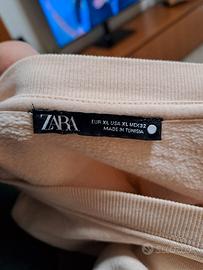 ZARA
EUR XL USA XL MEX 32
MADE IN TUNISIA